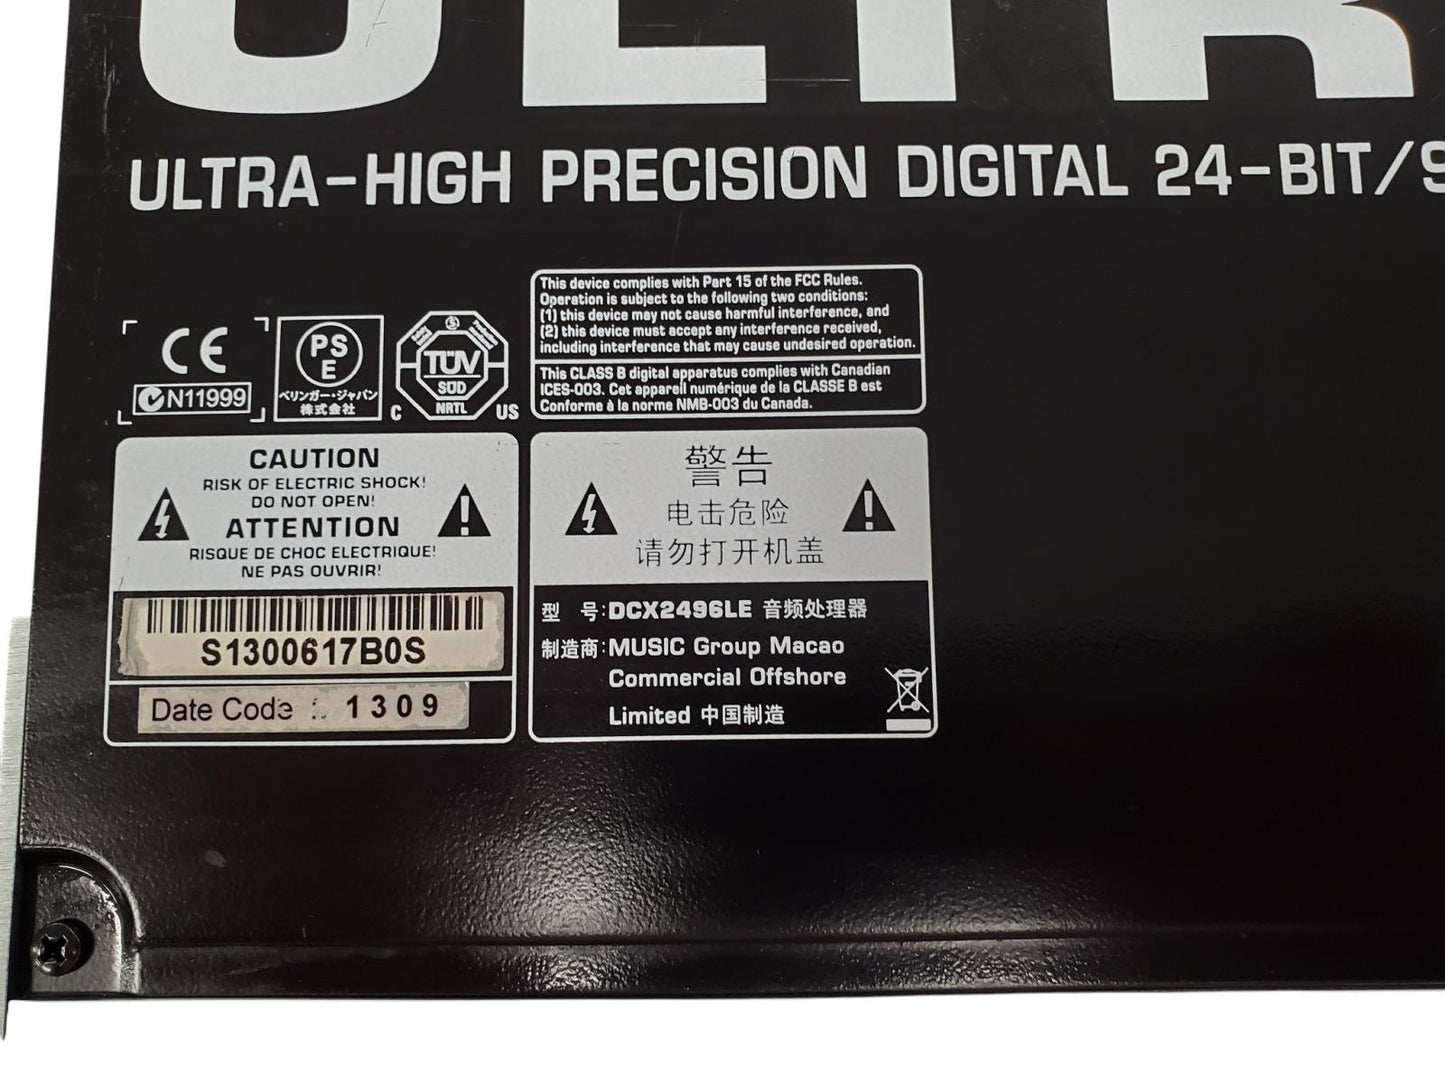 ULTRA-HIGH PRECISION DIGITAL 24-BIT/
CE
N11999
PS
E
ベリンガー・ジャパン
株式会社
TÜV
SÜD
NRTL
C US
This device complies with Part 15 of the FCC Rules.
Operation is subject to the following two conditions:
(1) this device may not cause harmful interference, and
(2) this device must accept any interference received,
including interference that may cause undesired operation.
This CLASS B digital apparatus complies with Canadian
ICES-003. Cet appareil numérique de la CLASSE B est
Conforme à la norme NMB-003 du Canada.
CAUTION
RISK OF ELECTRIC SHOCK!
DO NOT OPEN!
ATTENTION
RISQUE DE CHOC ELECTRIQUE!
NE PAS OUVRIR!
S1300617B0S
Date Code : 1309
警告
电击危险
请勿打开机盖
型 号:DCX2496LE 音频处理器
制造商:MUSIC Group Macao
Commercial Offshore
Limited 中国制造